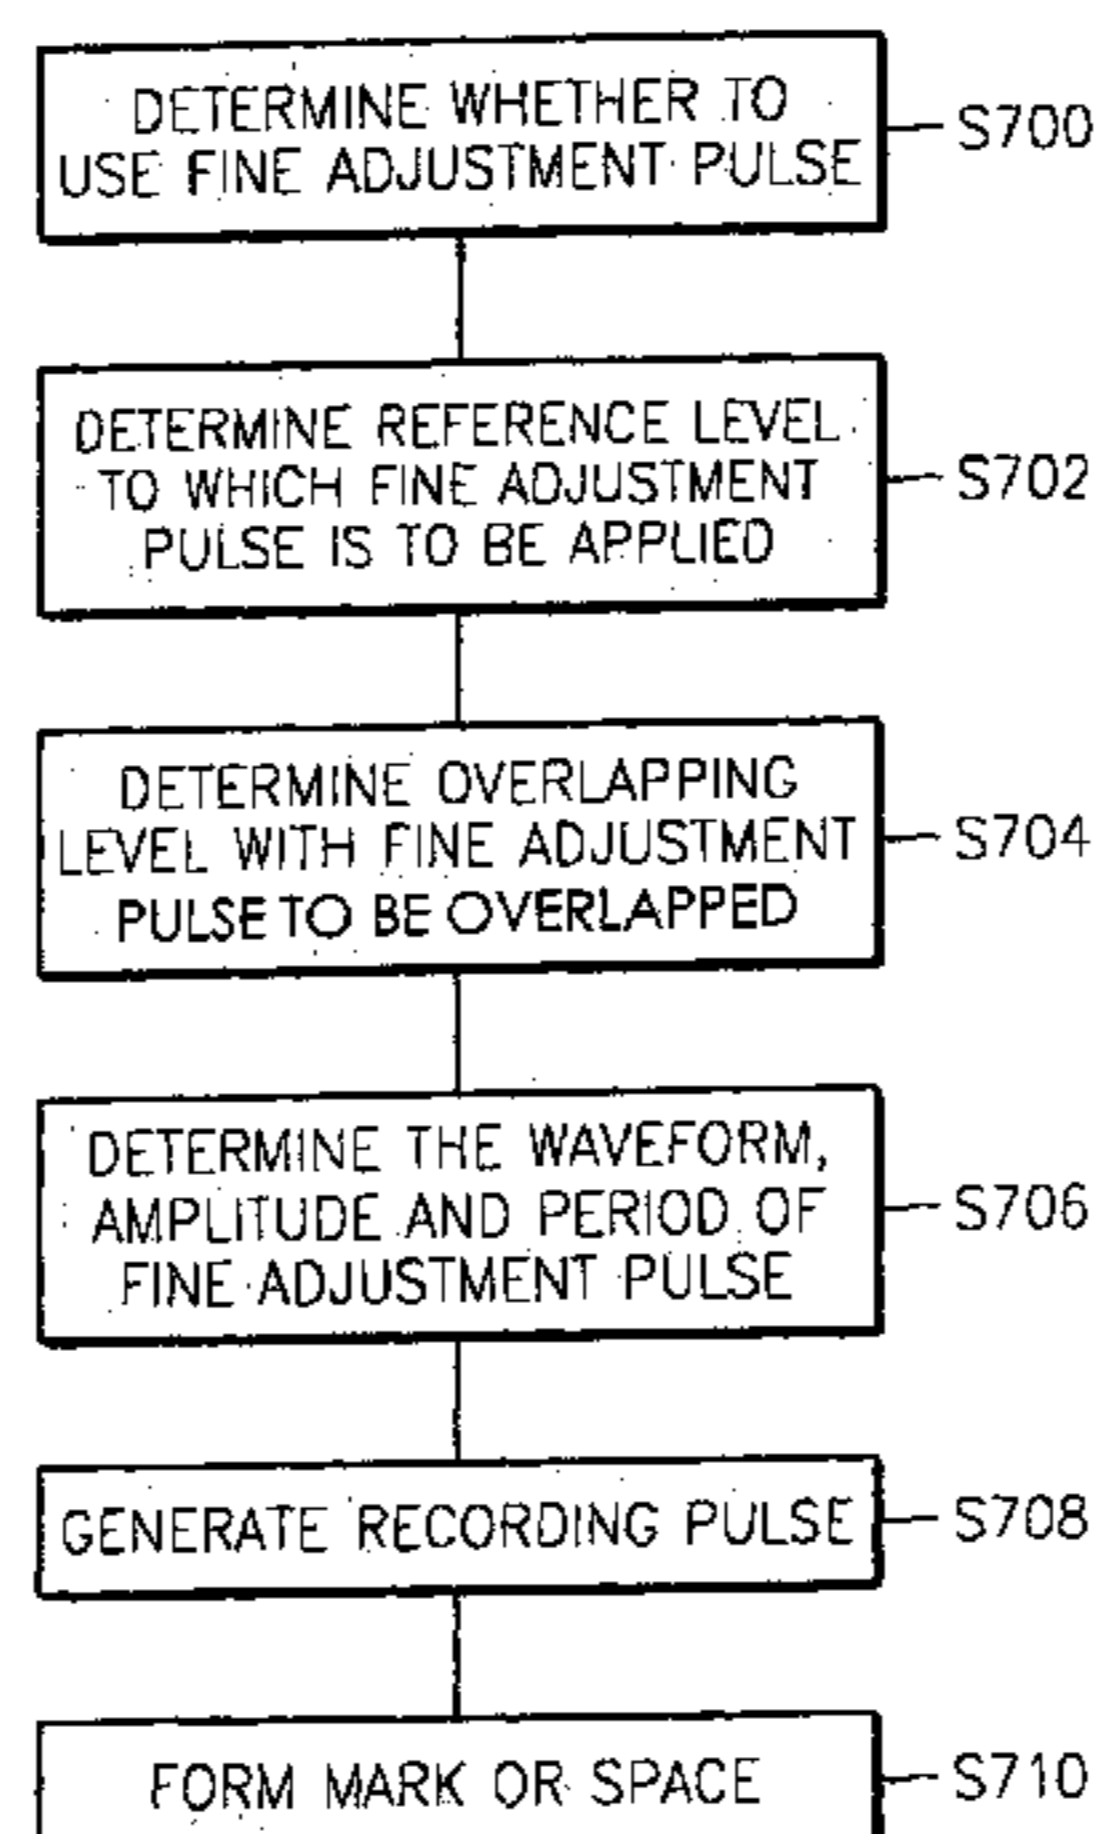 DETERMINE WHETHER TO
USE FINE ADJUSTMENT PULSE
S700
DETERMINE REFERENCE LEVEL
TO WHICH FINE ADJUSTMENT
PULSE IS TO BE APPLIED
S702
DETERMINE OVERLAPPING
LEVEL WITH FINE ADJUSTMENT
PULSE TO BE OVERLAPPED
S704
DETERMINE THE WAVEFORM,
AMPLITUDE AND PERIOD OF
FINE ADJUSTMENT PULSE
S706
GENERATE RECORDING PULSE
S708
FORM MARK OR SPACE
S710